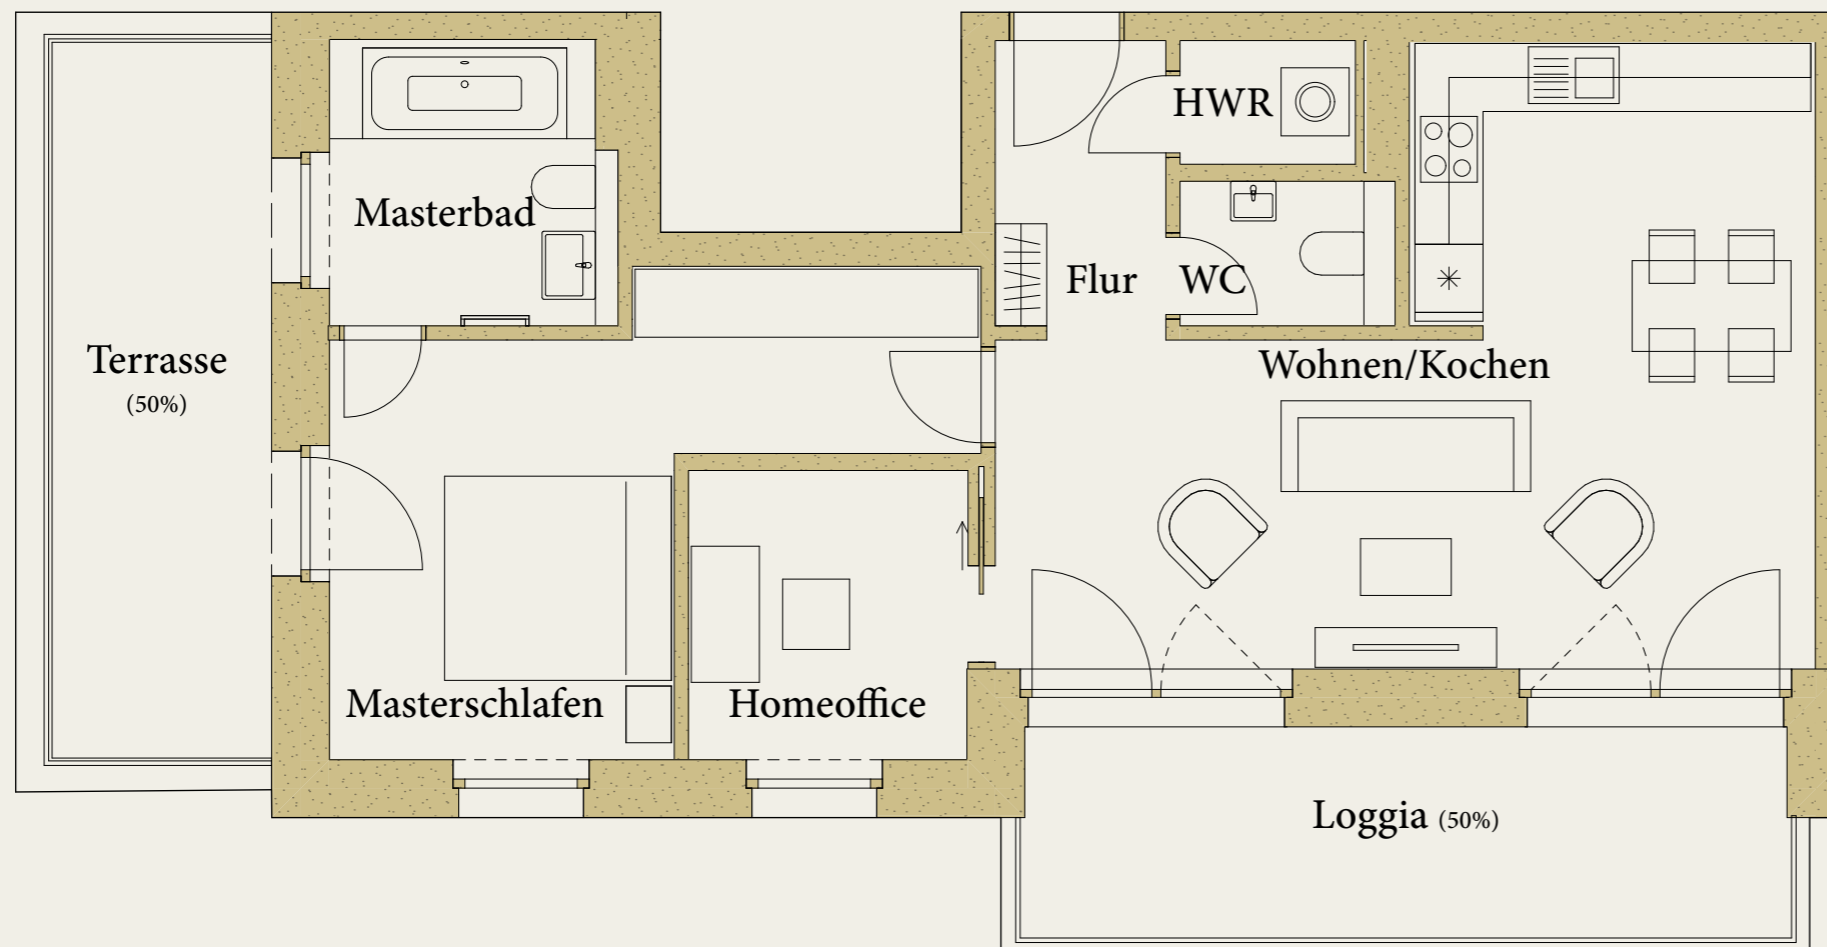 HWR
Masterbad
Flur
WC
Terrasse
(50%)
Wohnen/Kochen
Masterschlafen
Homeoffice
Loggia (50%)